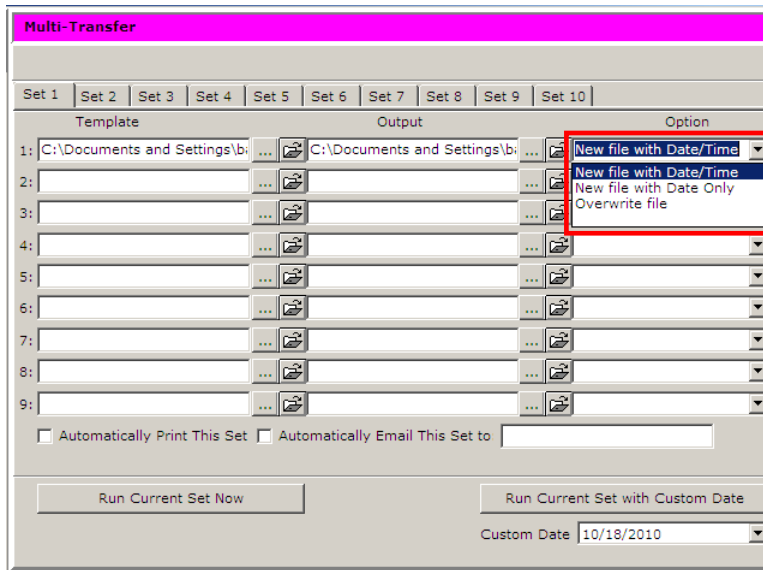 Multi-Transfer
Set 1 Set 2 Set 3 Set 4 Set 5 Set 6 Set 7 Set 8 Set 9 Set 10
Template Output Option
1: C:\Documents and Settings\ ... C:\Documents and Settings\ ... New file with Date/Time
New file with Date/Time
2: ... ...
New file with Date Only
Overwrite file
3: ... ...
4: ... ...
5: ... ...
6: ... ...
7: ... ...
8: ... ...
9: ... ...
Automatically Print This Set Automatically Email This Set to
Run Current Set Now Run Current Set with Custom Date
Custom Date 10/18/2010